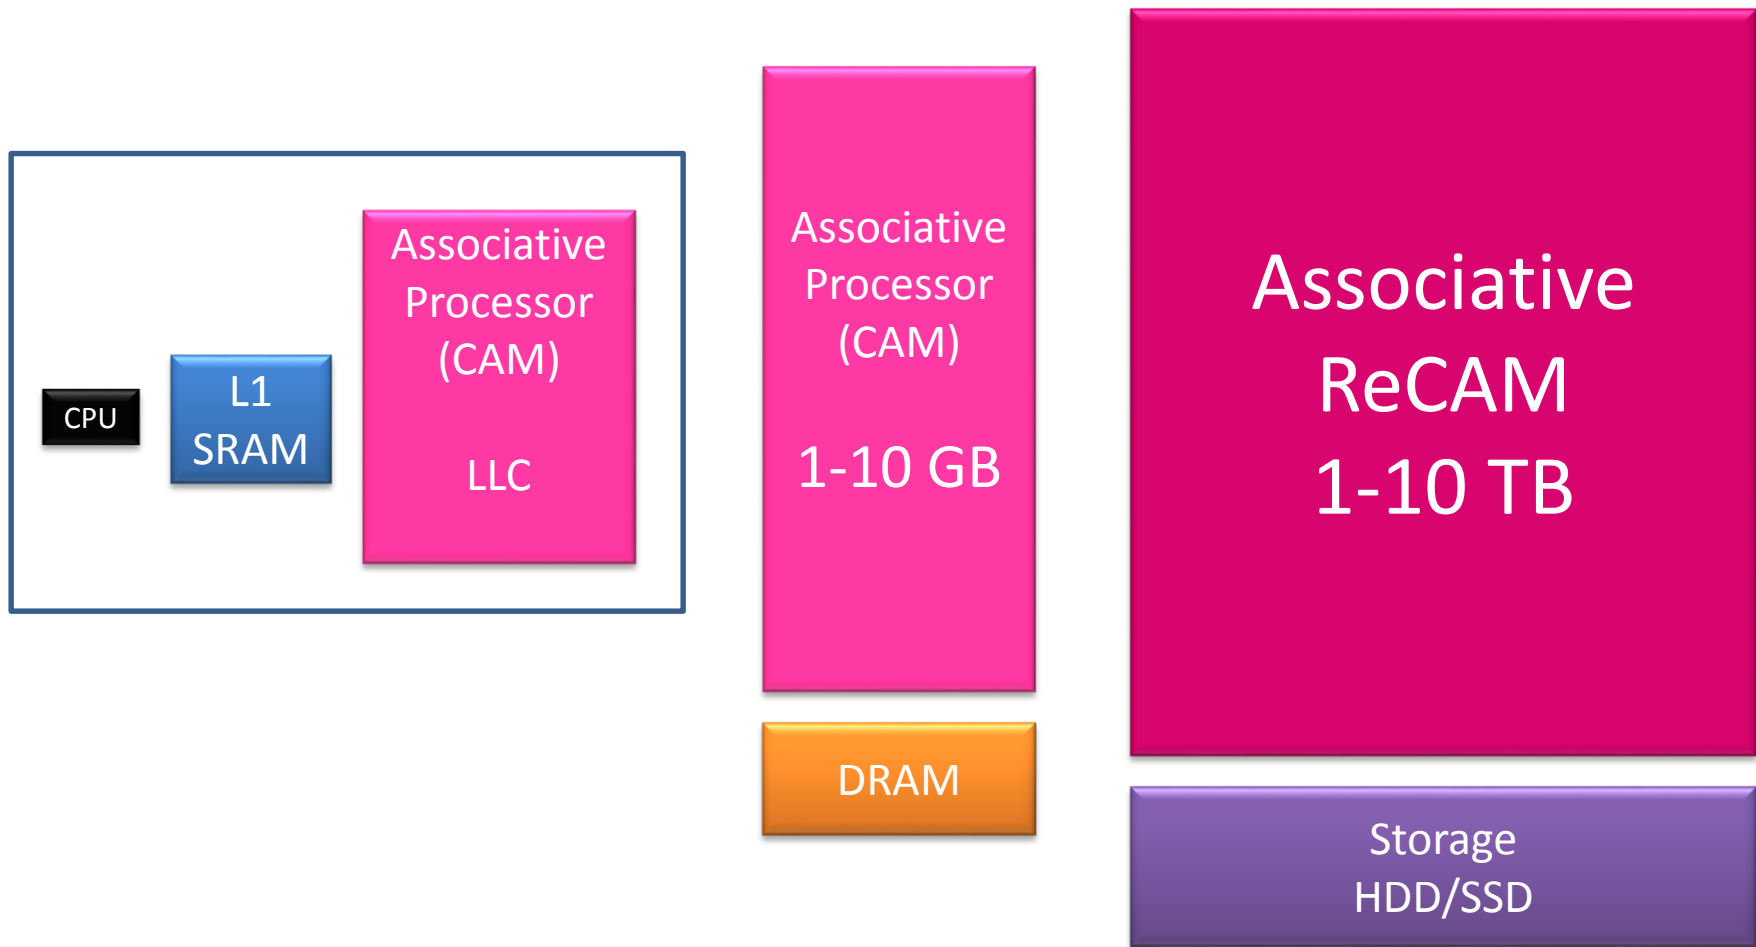 CPU
L1
SRAM
Associative
Processor
(CAM)
LLC
Associative
Processor
(CAM)
1-10 GB
DRAM
Associative
ReCAM
1-10 TB
Storage
HDD/SSD